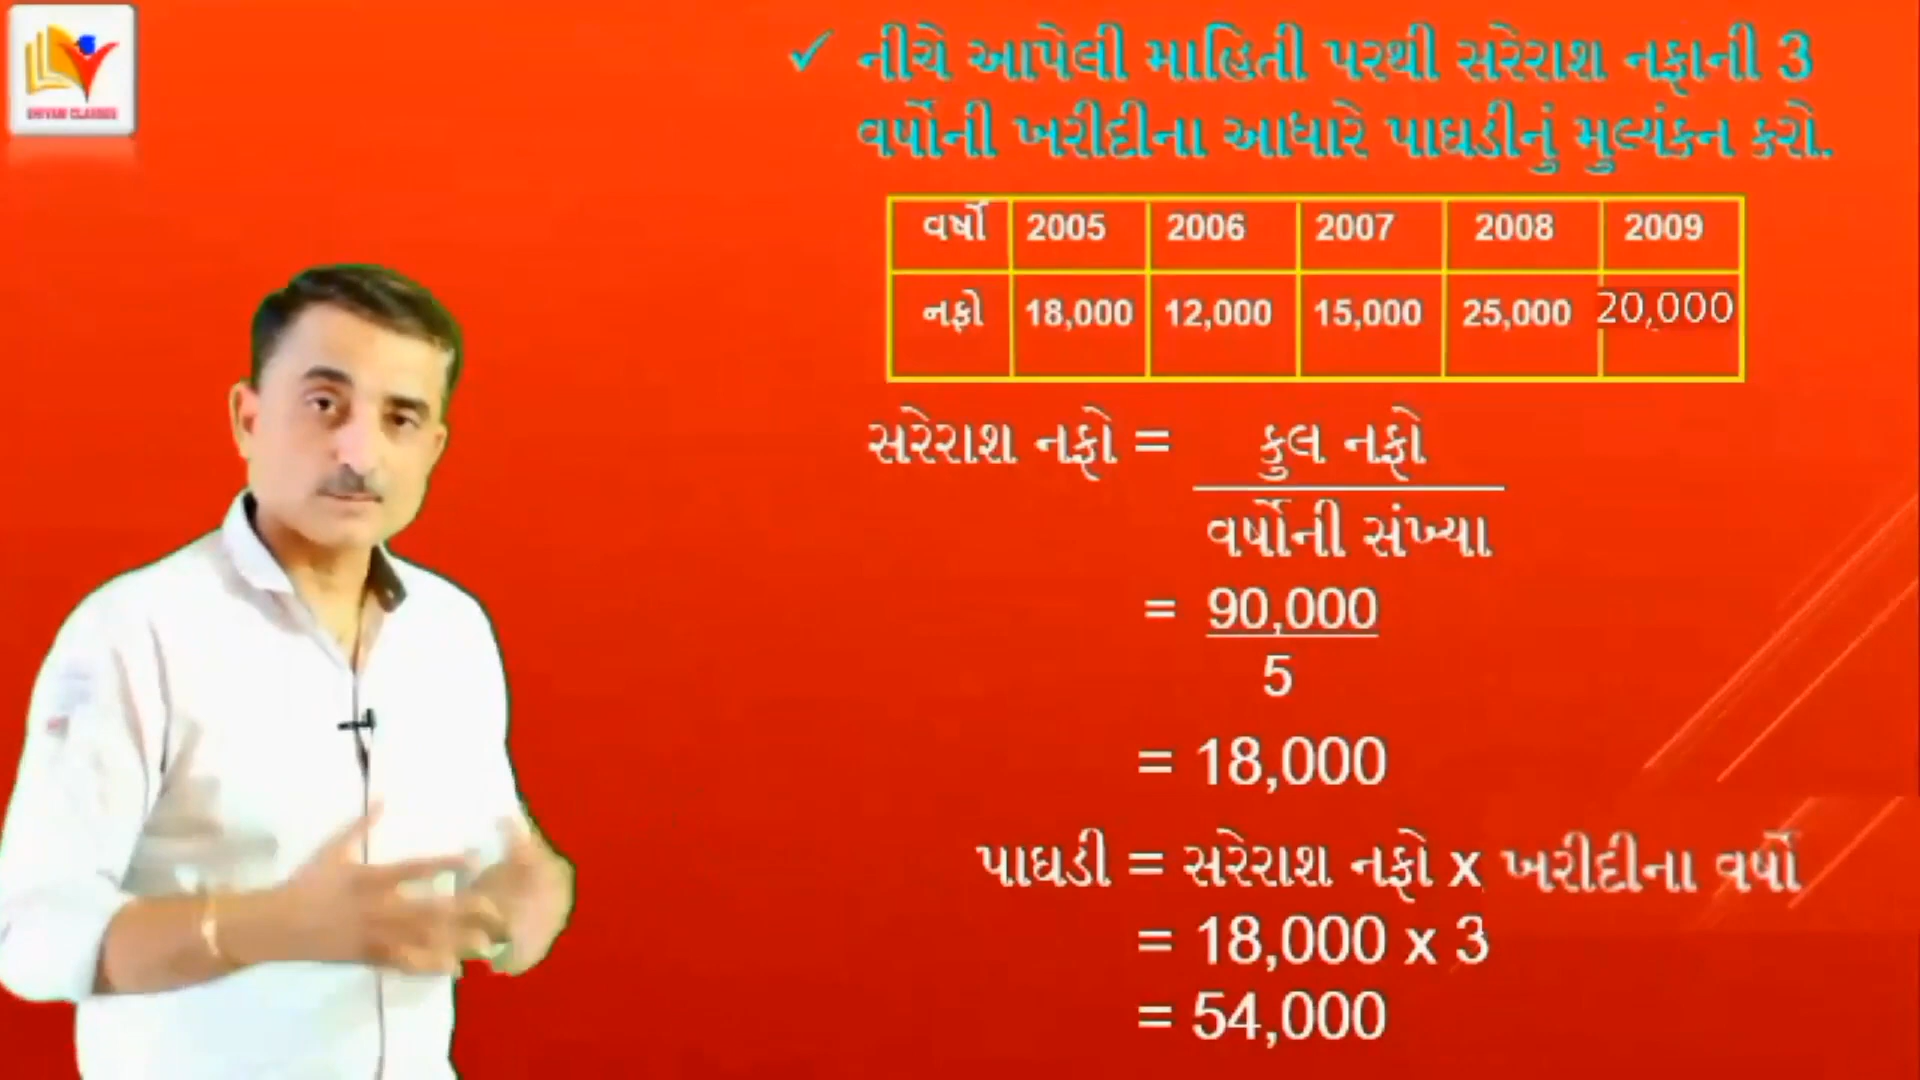 SHIVAM CLASSES
✓ નીચે આપેલી માહિતી પરથી સરેરાશ નફાની 3
વર્ષોની ખરીદીના આધારે પાઘડીનું મુલ્યંકન કરો.
વર્ષો 2005 2006 2007 2008 2009
નફો 18,000 12,000 15,000 25,000 20,000
સરેરાશ નફો = કુલ નફો
વર્ષોની સંખ્યા
= 90,000
5
= 18,000
પાઘડી = સરેરાશ નફો x ખરીદીના વર્ષો
= 18,000 x 3
= 54,000